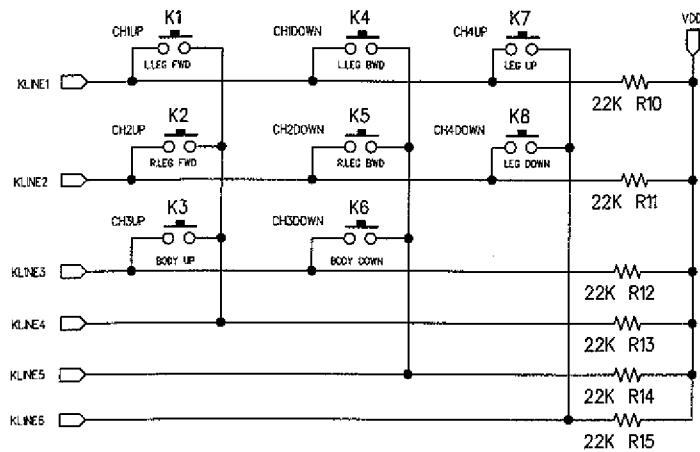 K1 K4 K7 VDD
CH1UP CH1DOWN CH4UP
L.LEG FWD L.LEG BWD LEG UP
KLINE1
22K R10
K2 K5 K8
CH2UP CH2DOWN CH4DOWN
R.LEG FWD R.LEG BWD LEG DOWN
KLINE2
22K R11
K3 K6
CH3UP CH3DOWN
BODY UP BODY DOWN
KLINE3
22K R12
KLINE4
22K R13
KLINE5
22K R14
KLINE6
22K R15